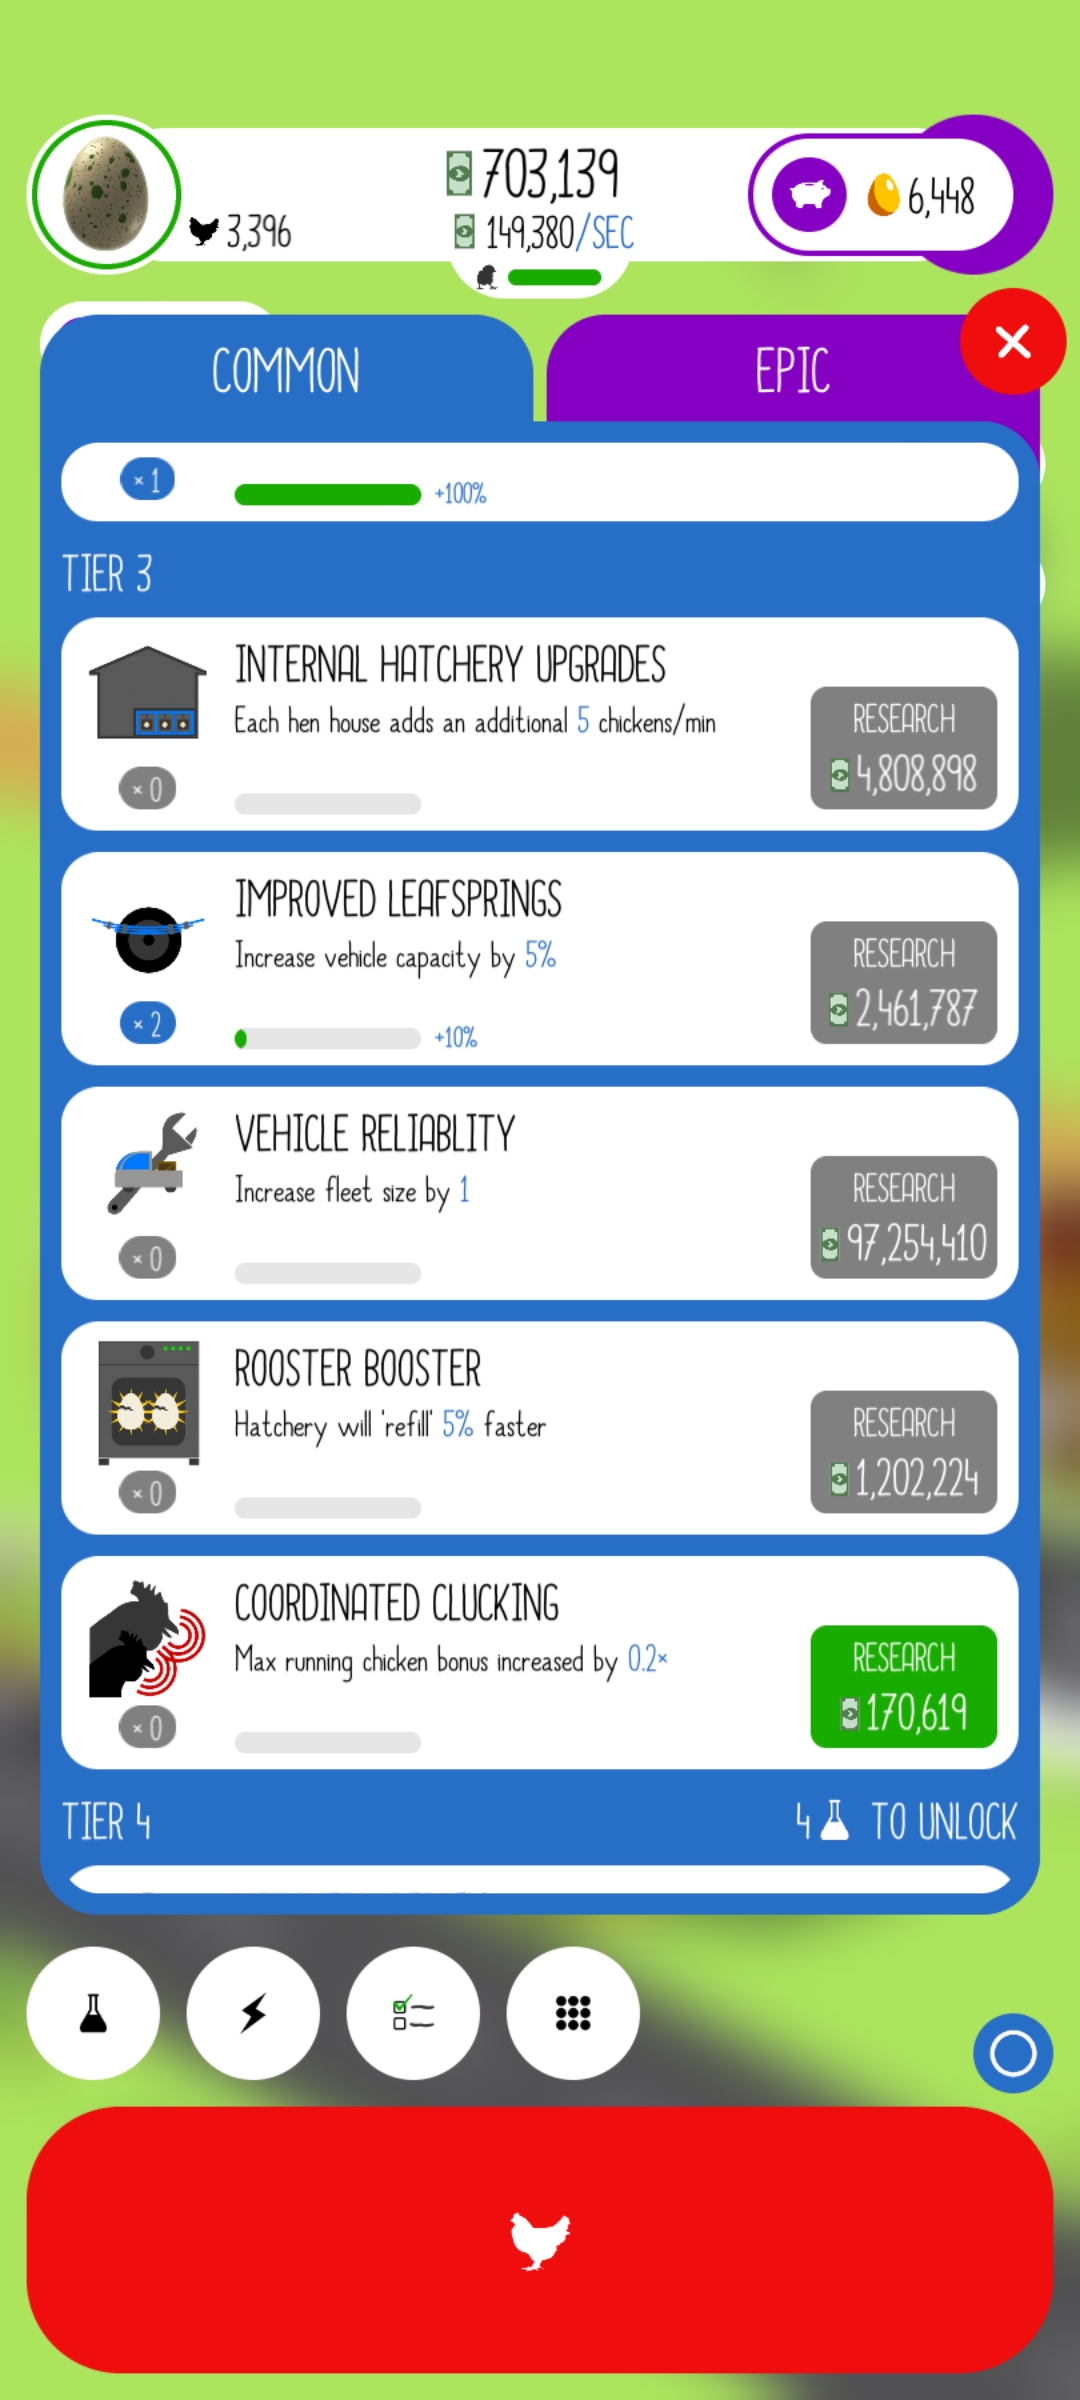 703,139
3,396
149,380/SEC
6,448
COMMON
EPIC
× 1
+100%
TIER 3
INTERNAL HATCHERY UPGRADES
Each hen house adds an additional 5 chickens/min
RESEARCH
4,808,898
× 0
IMPROVED LEAFSPRINGS
Increase vehicle capacity by 5%
RESEARCH
2,461,787
× 2
+10%
VEHICLE RELIABLITY
Increase fleet size by 1
RESEARCH
97,254,410
× 0
ROOSTER BOOSTER
Hatchery will 'refill' 5% faster
RESEARCH
1,202,224
× 0
COORDINATED CLUCKING
Max running chicken bonus increased by 0.2×
RESEARCH
170,619
× 0
TIER 4
4 TO UNLOCK